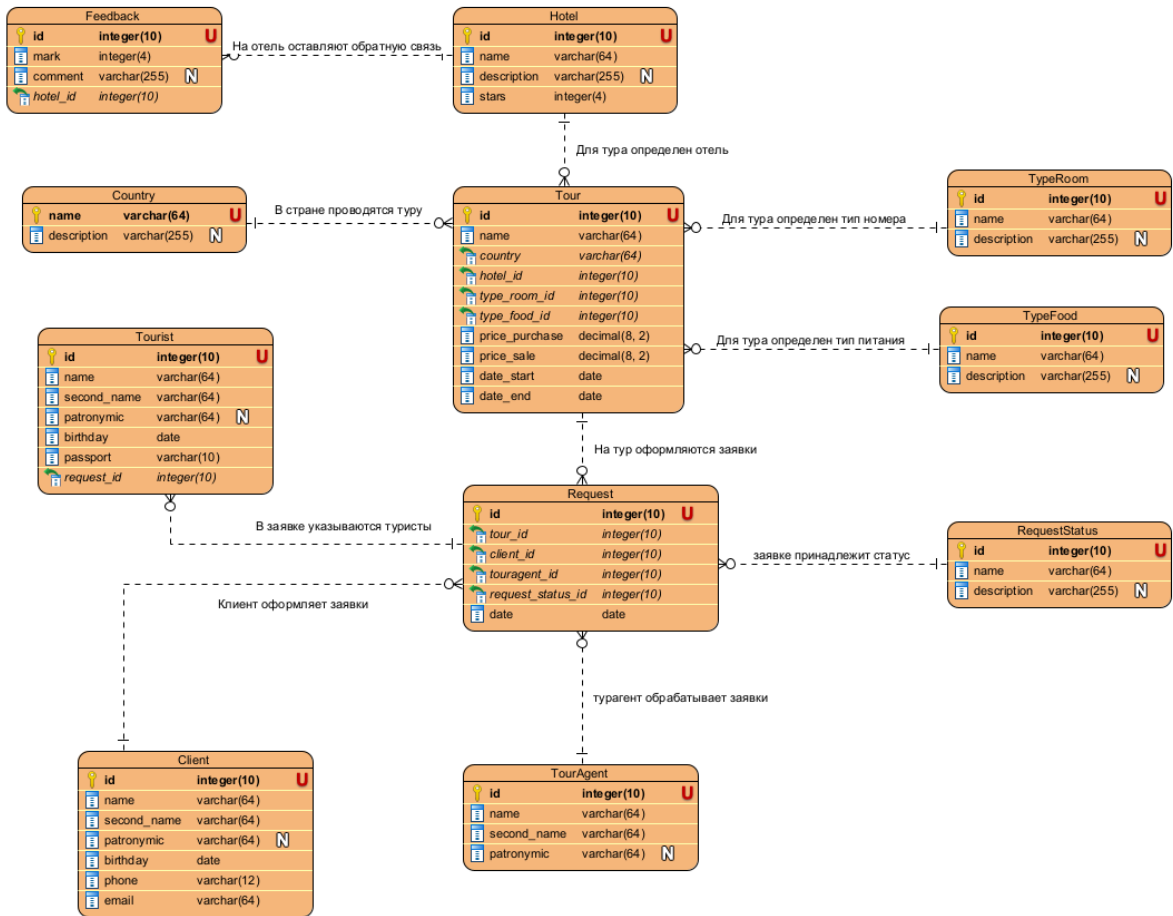 Feedback
id integer(10) U
mark integer(4)
comment varchar(255) N
hotel_id integer(10)
На отель оставляют обратную связь
Hotel
id integer(10) U
name varchar(64)
description varchar(255) N
stars integer(4)
Для тура определен отель
Country
name varchar(64) U
description varchar(255) N
В стране проводятся туру
Tour
id integer(10) U
name varchar(64)
country varchar(64)
hotel_id integer(10)
type_room_id integer(10)
type_food_id integer(10)
price_purchase decimal(8, 2)
price_sale decimal(8, 2)
date_start date
date_end date
Для тура определен тип номера
TypeRoom
id integer(10) U
name varchar(64)
description varchar(255) N
Для тура определен тип питания
TypeFood
id integer(10) U
name varchar(64)
description varchar(255) N
Tourist
id integer(10) U
name varchar(64)
second_name varchar(64)
patronymic varchar(64) N
birthday date
passport varchar(10)
request_id integer(10)
На тур оформляются заявки
В заявке указываются туристы
Request
id integer(10) U
tour_id integer(10)
client_id integer(10)
touragent_id integer(10)
request_status_id integer(10)
date date
заявке принадлежит статус
RequestStatus
id integer(10) U
name varchar(64)
description varchar(255) N
Клиент оформляет заявки
турагент обрабатывает заявки
Client
id integer(10) U
name varchar(64)
second_name varchar(64)
patronymic varchar(64) N
birthday date
phone varchar(12)
email varchar(64)
TourAgent
id integer(10) U
name varchar(64)
second_name varchar(64)
patronymic varchar(64) N